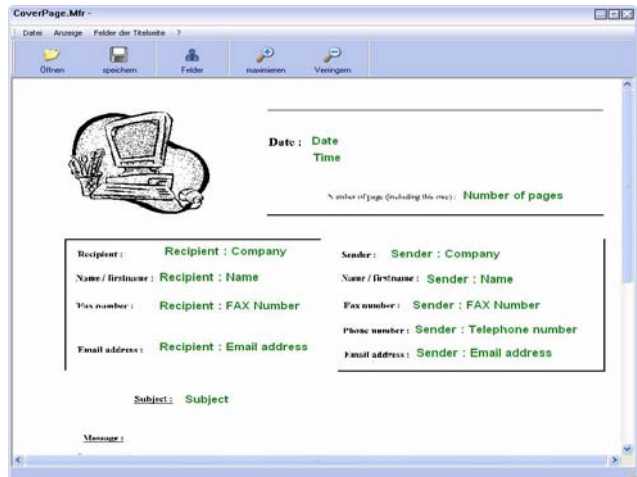 CoverPage.Mfr -
Datei Anzeige Felder der Titelseite ?
Öffnen speichern Felder maximieren Verringern
Date : Date
Time
Number of page (including this one) : Number of pages
Recipient : Recipient : Company
Name / firstname : Recipient : Name
Fax number : Recipient : FAX Number
Email address : Recipient : Email address
Sender : Sender : Company
Name / firstname : Sender : Name
Fax number : Sender : FAX Number
Phone number : Sender : Telephone number
Email address : Sender : Email address
Subject : Subject
Message :